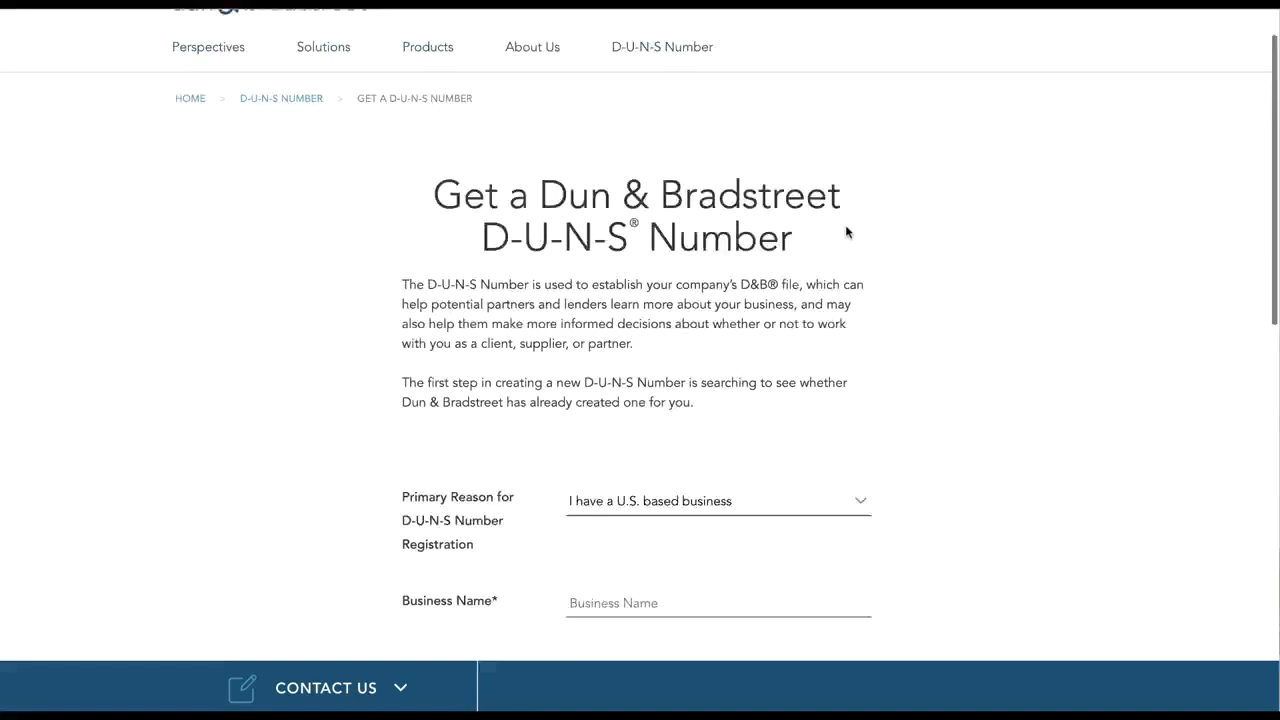 Perspectives Solutions Products About Us D-U-N-S Number
HOME > D-U-N-S NUMBER > GET A D-U-N-S NUMBER
Get a Dun & Bradstreet
D-U-N-S® Number
The D-U-N-S Number is used to establish your company's D&B® file, which can
help potential partners and lenders learn more about your business, and may
also help them make more informed decisions about whether or not to work
with you as a client, supplier, or partner.
The first step in creating a new D-U-N-S Number is searching to see whether
Dun & Bradstreet has already created one for you.
Primary Reason for
D-U-N-S Number
Registration
I have a U.S. based business
Business Name*
Business Name
CONTACT US